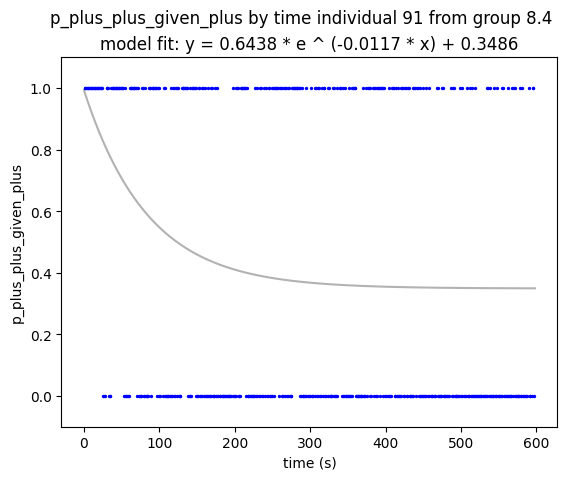 p_plus_plus_given_plus by time individual 91 from group 8.4
model fit: y = 0.6438 * e ^ (-0.0117 * x) + 0.3486
p_plus_plus_given_plus
1.0
0.8
0.6
0.4
0.2
0.0
0 100 200 300 400 500 600
time (s)